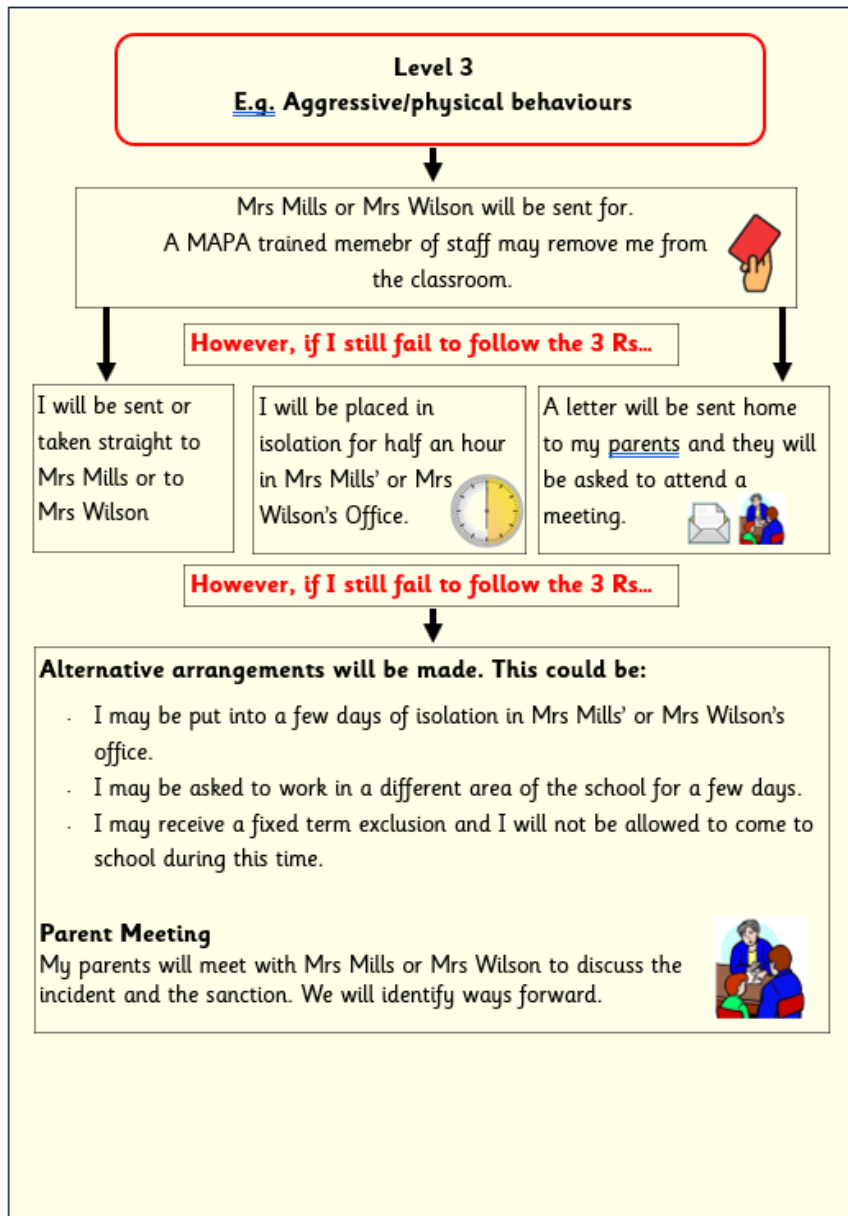 Level 3
E.g. Aggressive/physical behaviours
Mrs Mills or Mrs Wilson will be sent for.
A MAPA trained memebr of staff may remove me from
the classroom.
However, if I still fail to follow the 3 Rs...
I will be sent or
taken straight to
Mrs Mills or to
Mrs Wilson
I will be placed in
isolation for half an hour
in Mrs Mills' or Mrs
Wilson's Office.
A letter will be sent home
to my parents and they will
be asked to attend a
meeting.
However, if I still fail to follow the 3 Rs...
Alternative arrangements will be made. This could be:
- I may be put into a few days of isolation in Mrs Mills' or Mrs Wilson's
office.
- I may be asked to work in a different area of the school for a few days.
- I may receive a fixed term exclusion and I will not be allowed to come to
school during this time.
Parent Meeting
My parents will meet with Mrs Mills or Mrs Wilson to discuss the
incident and the sanction. We will identify ways forward.